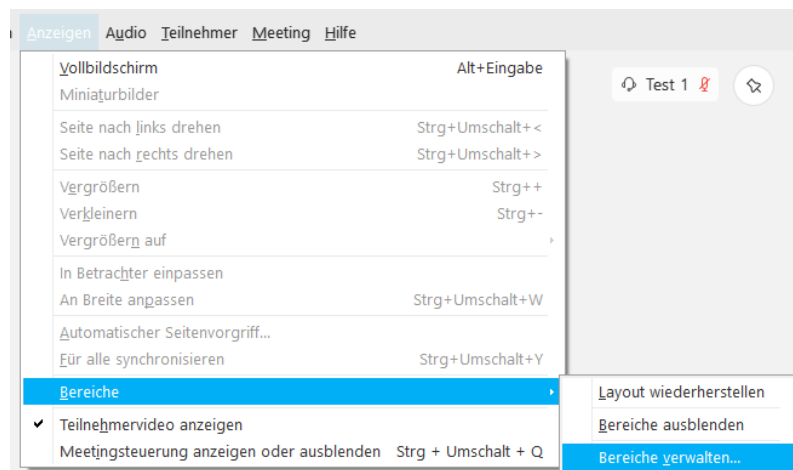 Anzeigen Audio Teilnehmer Meeting Hilfe
Vollbildschirm Alt+Eingabe
Miniaturbilder
Test 1
Seite nach links drehen Strg+Umschalt+<
Seite nach rechts drehen Strg+Umschalt+>
Vergrößern Strg++
Verkleinern Strg+-
Vergrößern auf
In Betrachter einpassen
An Breite anpassen Strg+Umschalt+W
Automatischer Seitenvorgriff...
Für alle synchronisieren Strg+Umschalt+Y
Bereiche
Layout wiederherstellen
Teilnehmervideo anzeigen
Bereiche ausblenden
Meetingsteuerung anzeigen oder ausblenden Strg + Umschalt + Q
Bereiche verwalten...